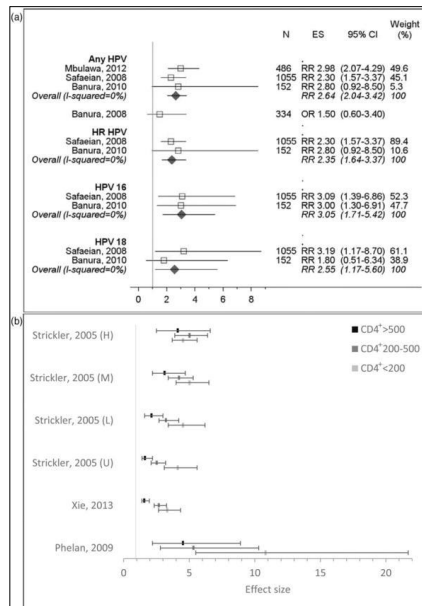 (a)
N ES 95% CI Weight (%)
Any HPV
Mbulawa, 2012 486 RR 2.98 (2.07-4.29) 49.6
Safaeian, 2008 1055 RR 2.30 (1.57-3.37) 45.1
Banura, 2010 152 RR 2.80 (0.92-8.50) 5.3
Overall (I-squared=0%) RR 2.64 (2.04-3.42) 100
Banura, 2008 334 OR 1.50 (0.60-3.40)
HR HPV
Safaeian, 2008 1055 RR 2.30 (1.57-3.37) 89.4
Banura, 2010 152 RR 2.80 (0.92-8.50) 10.6
Overall (I-squared=0%) RR 2.35 (1.64-3.37) 100
HPV 16
Safaeian, 2008 1055 RR 3.09 (1.39-6.86) 52.3
Banura, 2010 152 RR 3.00 (1.30-6.91) 47.7
Overall (I-squared=0%) RR 3.05 (1.71-5.42) 100
HPV 18
Safaeian, 2008 1055 RR 3.19 (1.17-8.70) 61.1
Banura, 2010 152 RR 1.80 (0.51-6.34) 38.9
Overall (I-squared=0%) RR 2.55 (1.17-5.60) 100
0 2 4 6 8
(b)
Strickler, 2005 (H)
Strickler, 2005 (M)
Strickler, 2005 (L)
Strickler, 2005 (U)
Xie, 2013
Phelan, 2009
CD4+>500
CD4+200-500
CD4+<200
0 5 10 15 20
Effect size